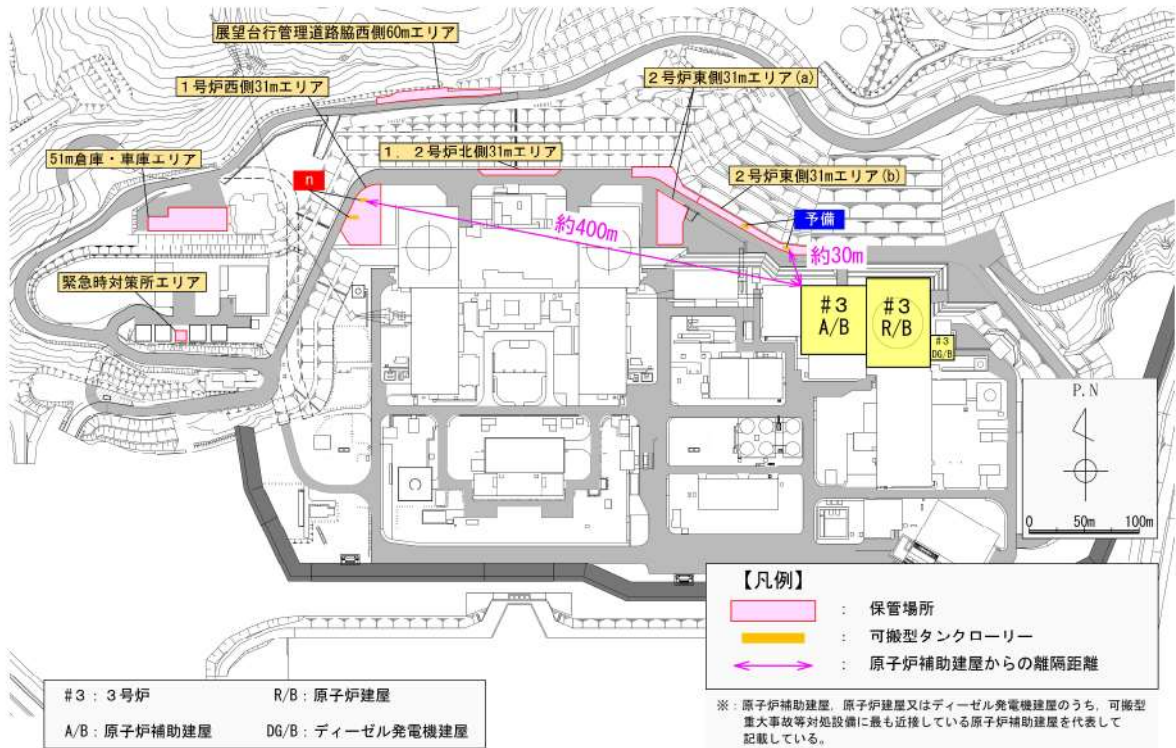 展望台行管理道路脇西側60mエリア
1号炉西側31mエリア
2号炉東側31mエリア(a)
51m倉庫・車庫エリア
1,2号炉北側31mエリア
n
2号炉東側31mエリア(b)
予備
約400m
約30m
緊急時対策所エリア
#3
A/B
#3
R/B
#3
DG/B
P.N
0 50m 100m
【凡例】
: 保管場所
: 可搬型タンクローリー
: 原子炉補助建屋からの離隔距離
#3:3号炉 R/B:原子炉建屋
A/B:原子炉補助建屋 DG/B:ディーゼル発電機建屋
※:原子炉補助建屋,原子炉建屋又はディーゼル発電機建屋のうち,可搬型
重大事故等対処設備に最も近接している原子炉補助建屋を代表して
記載している。